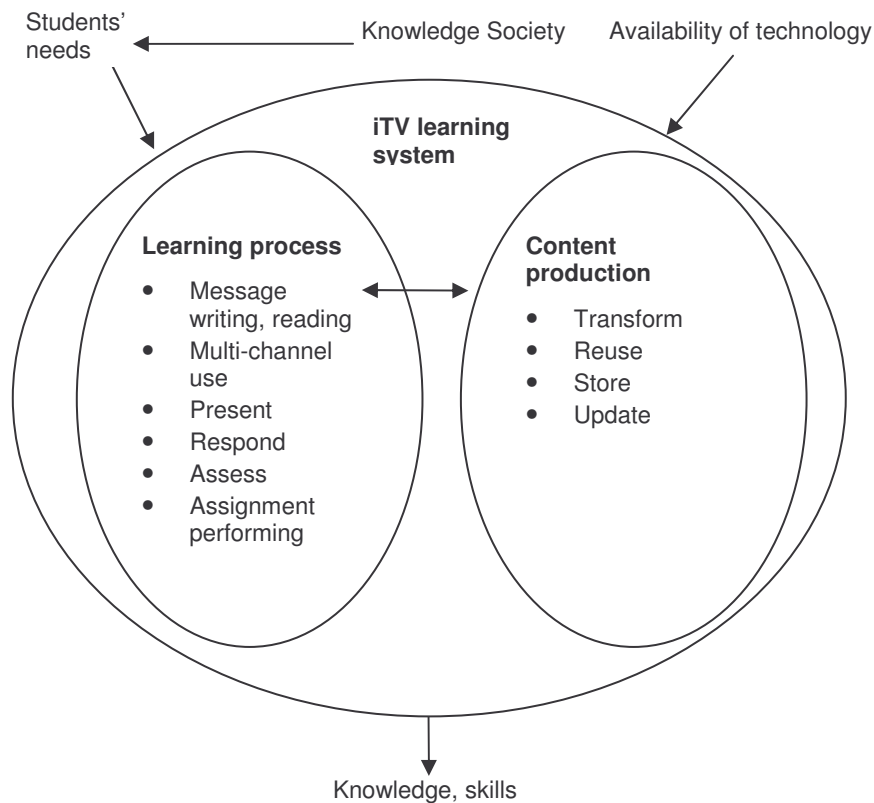 Students’
needs
Knowledge Society
Availability of technology
iTV learning
system
Learning process
• Message
writing, reading
• Multi-channel
use
• Present
• Respond
• Assess
• Assignment
performing
Content
production
• Transform
• Reuse
• Store
• Update
Knowledge, skills